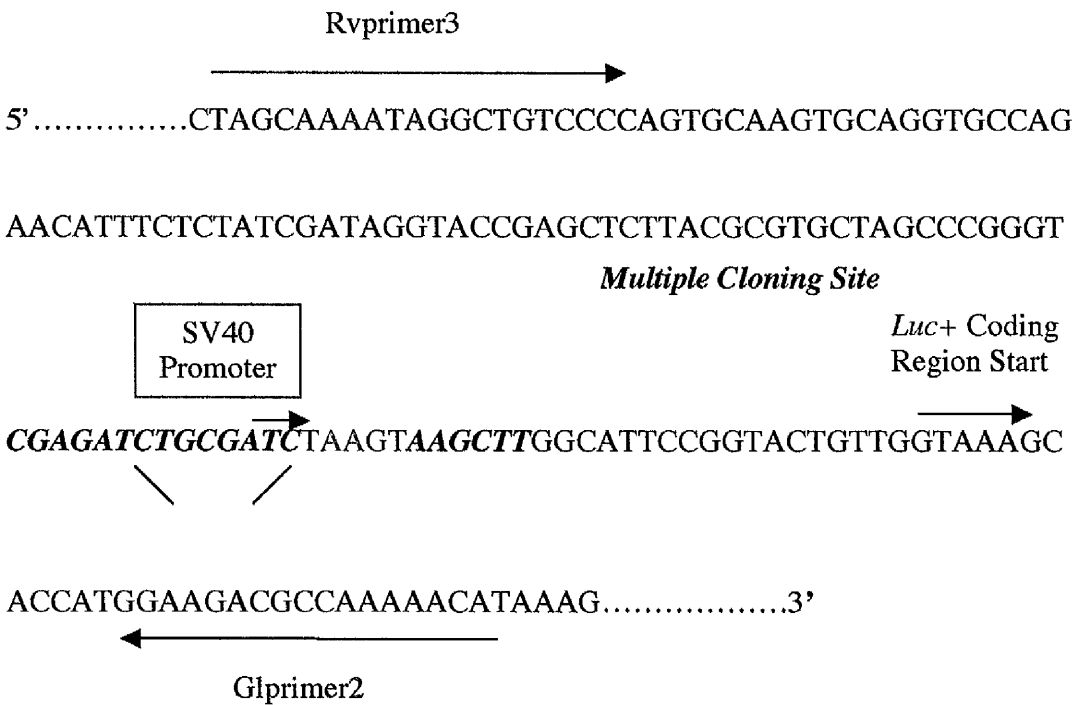 Rvprimer3
5’...............CTAGCAAAATAGGCTGTCCCCAGTGCAAGTGCAGGTGCCAG
AACATTTCTCTATCGATAGGTACCGAGCTCTTACGCGTGCTAGCCCGGGT
Multiple Cloning Site
SV40
Promoter
Luc+ Coding
Region Start
CGAGATCTGCGATCTAAGTAAGCTTGGCATTCCGGTACTGTTGGTAAAGC
ACCATGGAAGACGCCAAAAACATAAAG.................3’
Glprimer2